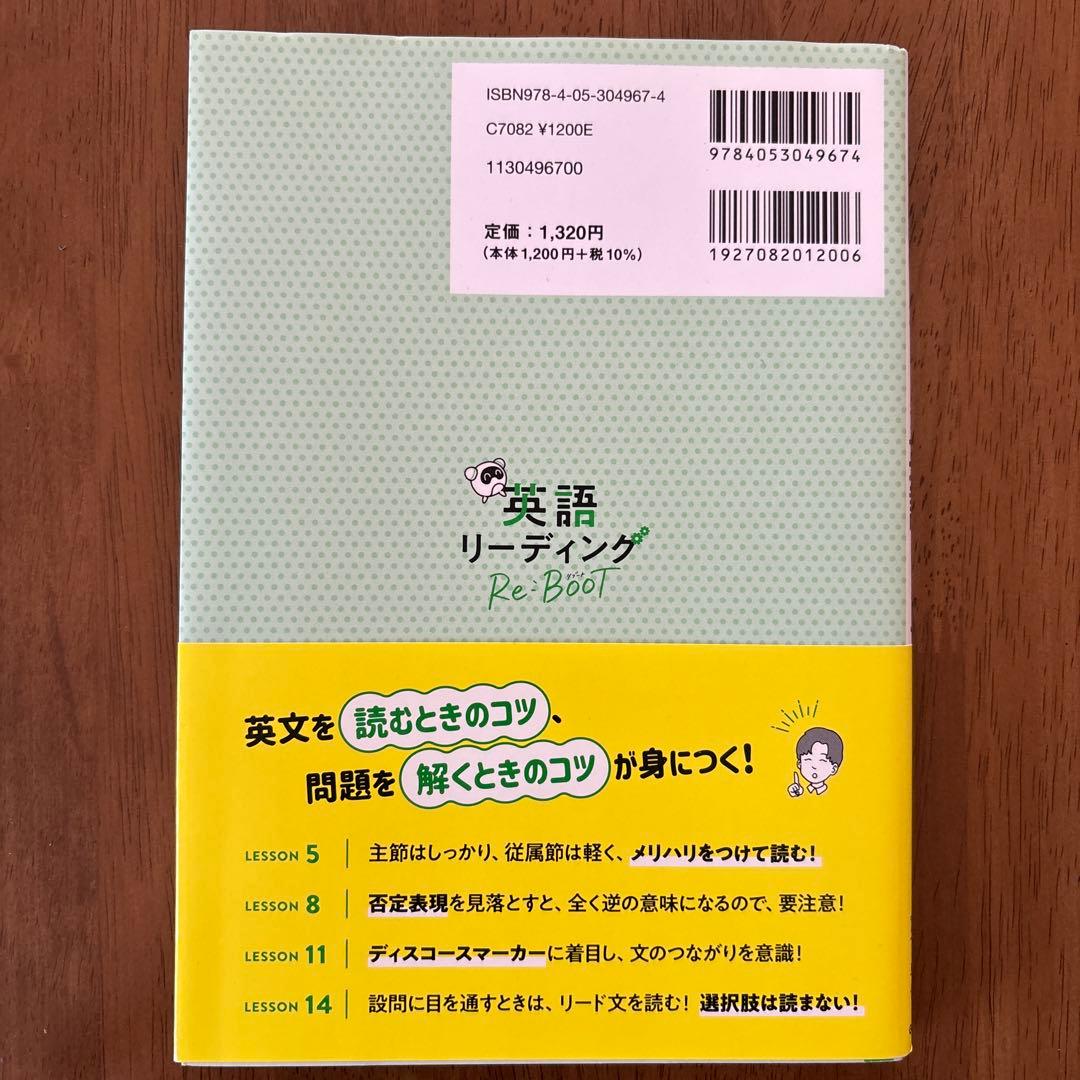 ISBN978-4-05-304967-4
C7082 ¥1200E
1130496700
定価：1,320円
（本体1,200円＋税10%）
9784053049674
1927082012006
英語
リーディング
リブート
Re:BooT
英文を読むときのコツ、
問題を解くときのコツが身につく！
LESSON 5 主節はしっかり、従属節は軽く、メリハリをつけて読む！
LESSON 8 否定表現を見落とすと、全く逆の意味になるので、要注意！
LESSON 11 ディスコースマーカーに着目し、文のつながりを意識！
LESSON 14 設問に目を通すときは、リード文を読む！ 選択肢は読まない！